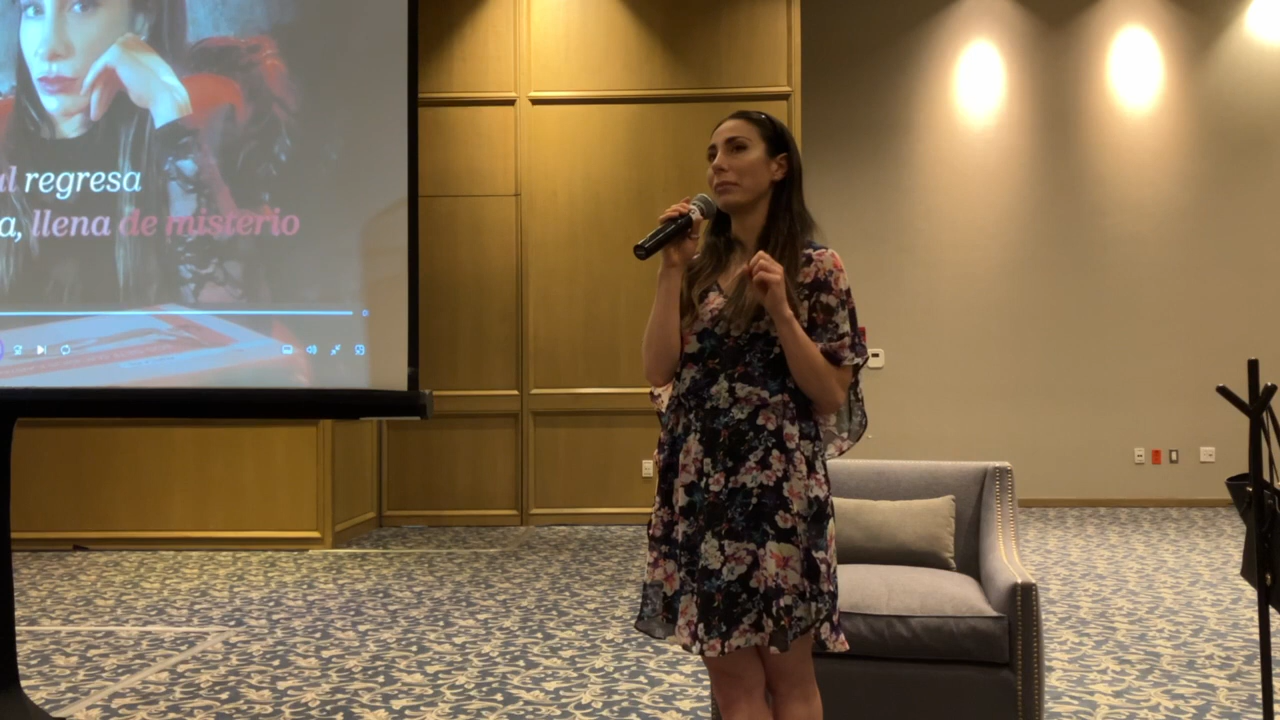 al regresa
a, llena de misterio